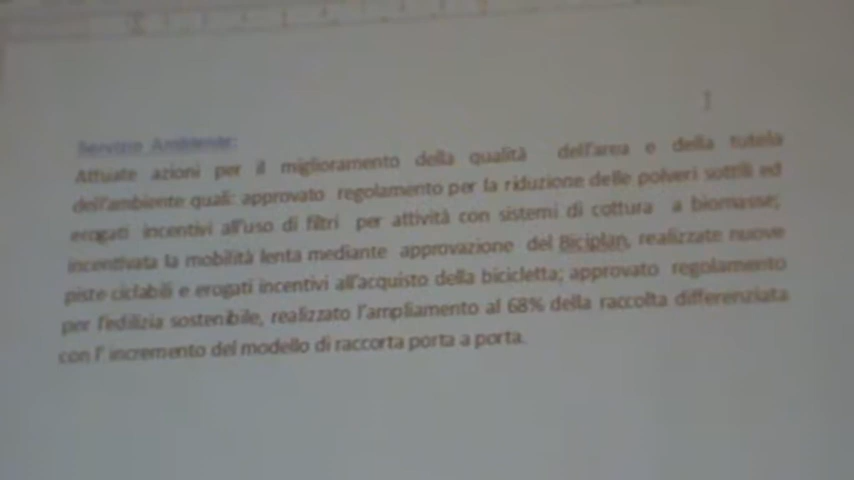 Servizio Ambiente:
Attuate azioni per il miglioramento della qualità dell'area e della tutela
dell'ambiente quali: approvato regolamento per la riduzione delle polveri sottili ed
erogati incentivi all'uso di filtri per attività con sistemi di cottura a biomasse;
incentivata la mobilità lenta mediante approvazione del Biciplan, realizzate nuove
piste ciclabili e erogati incentivi all'acquisto della bicicletta; approvato regolamento
per l'edilizia sostenibile, realizzato l'ampliamento al 68% della raccolta differenziata
con l' incremento del modello di raccorta porta a porta.